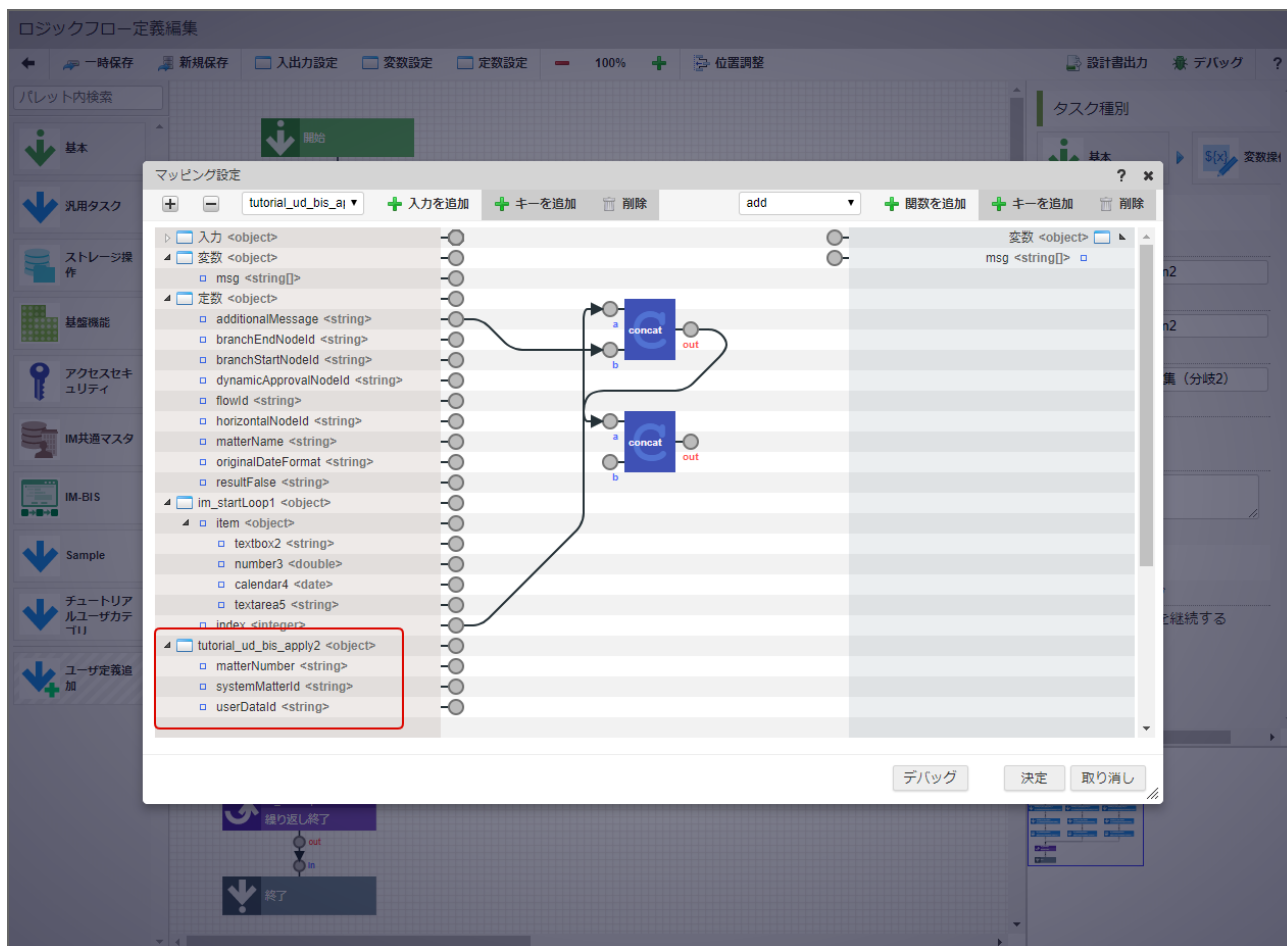 ロジックフロー定義編集
一時保存 新規保存 入出力設定 変数設定 定数設定 100% 位置調整 設計書出力 デバッグ ?
パレット内検索
基本
汎用タスク
ストレージ操
作
基盤機能
アクセスセキ
ュリティ
IM共通マスタ
IM-BIS
Sample
チュートリア
ルユーザカテ
ゴリ
ユーザ定義追
加
開始
タスク種別
基本 ${x} 変数操
マッピング設定 ?
tutorial_ud_bis_a 入力を追加 キーを追加 削除 add 関数を追加 キーを追加 削除
入力 <object>
変数 <object>
msg <string[]>
定数 <object>
additionalMessage <string>
branchEndNodeId <string>
branchStartNodeId <string>
dynamicApprovalNodeId <string>
flowId <string>
horizontalNodeId <string>
matterName <string>
originalDateFormat <string>
resultFalse <string>
im_startLoop1 <object>
item <object>
textbox2 <string>
number3 <double>
calendar4 <date>
textarea5 <string>
index <integer>
tutorial_ud_bis_apply2 <object>
matterNumber <string>
systemMatterId <string>
userDataId <string>
a
concat
out
b
a
concat
out
b
変数 <object>
msg <string[]>
n2
n2
集（分岐2）
を継続する
デバッグ 決定 取り消し
繰り返し終了
out
in
終了